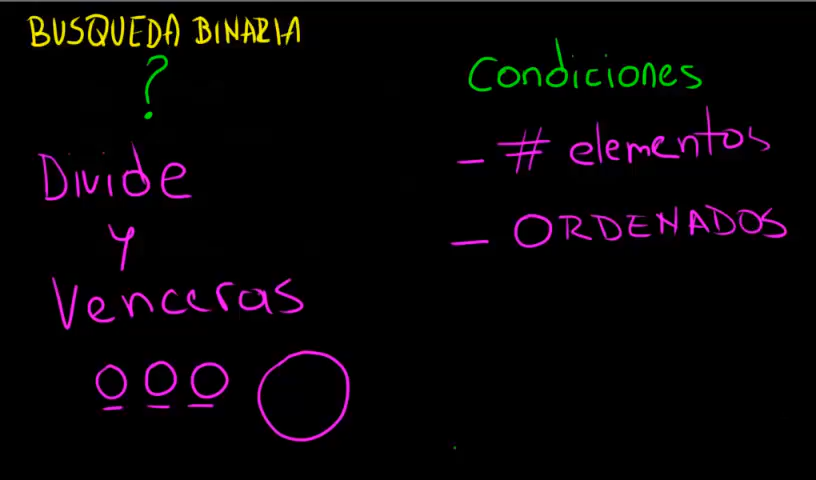 BUSQUEDA BINARIA
?
Divide
y
Venceras
Condiciones
- # elementos
- ORDENADOS